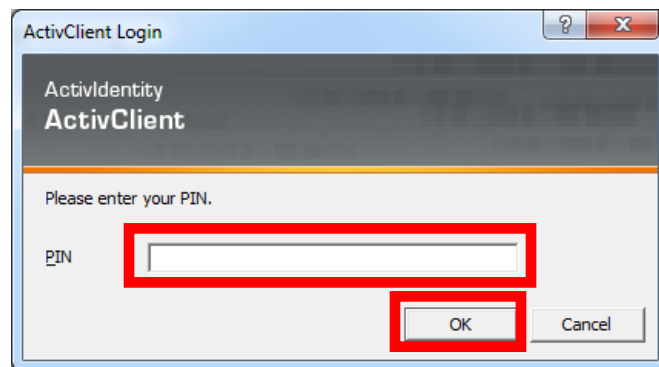 ActivClient Login
ActivIdentity
ActivClient
Please enter your PIN.
PIN
OK Cancel